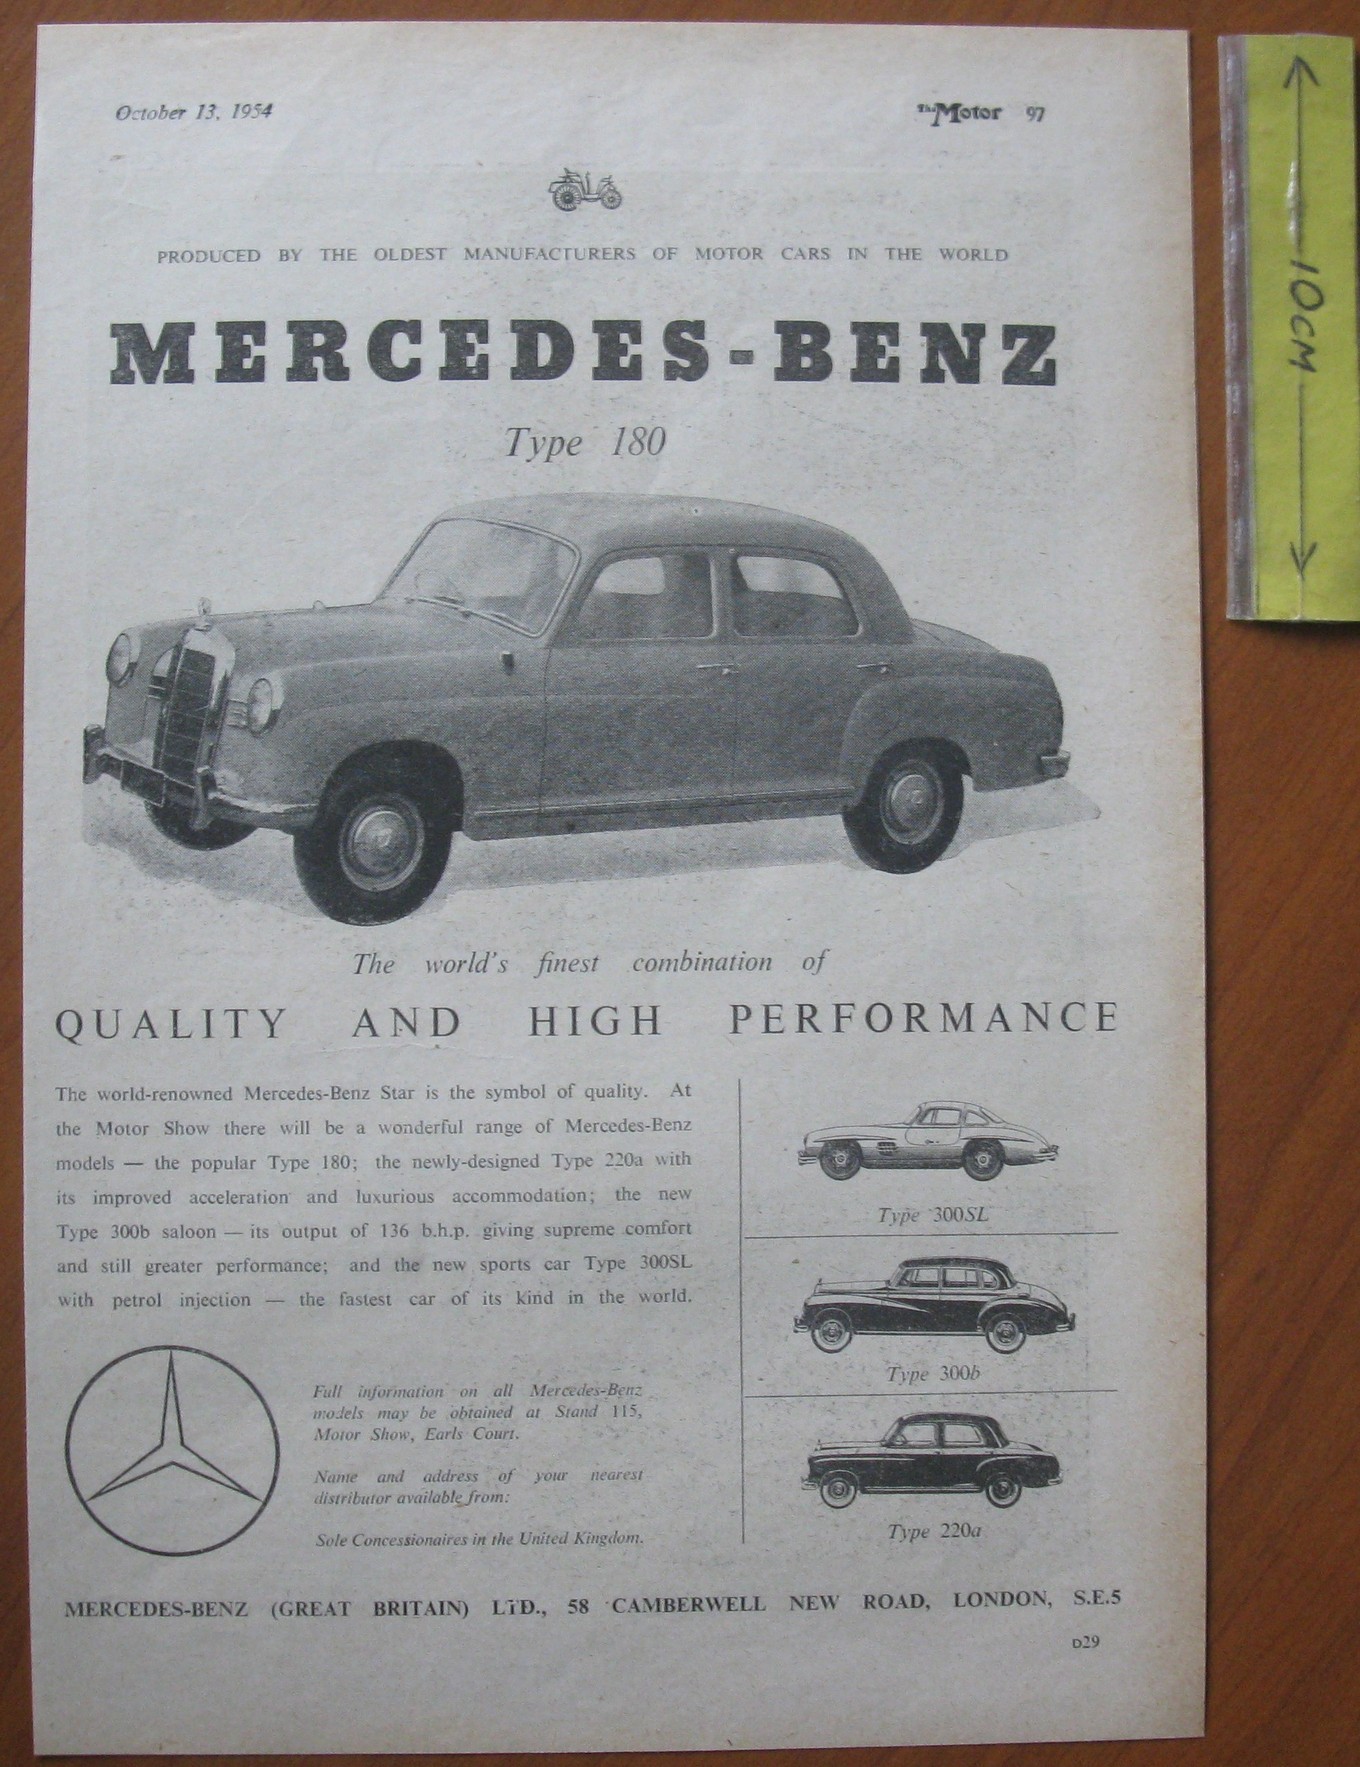 October 13, 1954
The Motor 97
PRODUCED BY THE OLDEST MANUFACTURERS OF MOTOR CARS IN THE WORLD
MERCEDES-BENZ
Type 180
The world's finest combination of
QUALITY AND HIGH PERFORMANCE
The world-renowned Mercedes-Benz Star is the symbol of quality. At
the Motor Show there will be a wonderful range of Mercedes-Benz
models — the popular Type 180; the newly-designed Type 220a with
its improved acceleration and luxurious accommodation; the new
Type 300b saloon — its output of 136 b.h.p. giving supreme comfort
and still greater performance; and the new sports car Type 300SL
with petrol injection — the fastest car of its kind in the world.
Full information on all Mercedes-Benz
models may be obtained at Stand 115,
Motor Show, Earls Court.
Name and address of your nearest
distributor available from:
Sole Concessionaires in the United Kingdom.
Type 300SL
Type 300b
Type 220a
MERCEDES-BENZ (GREAT BRITAIN) LTD., 58 CAMBERWELL NEW ROAD, LONDON, S.E.5
D29
10CM